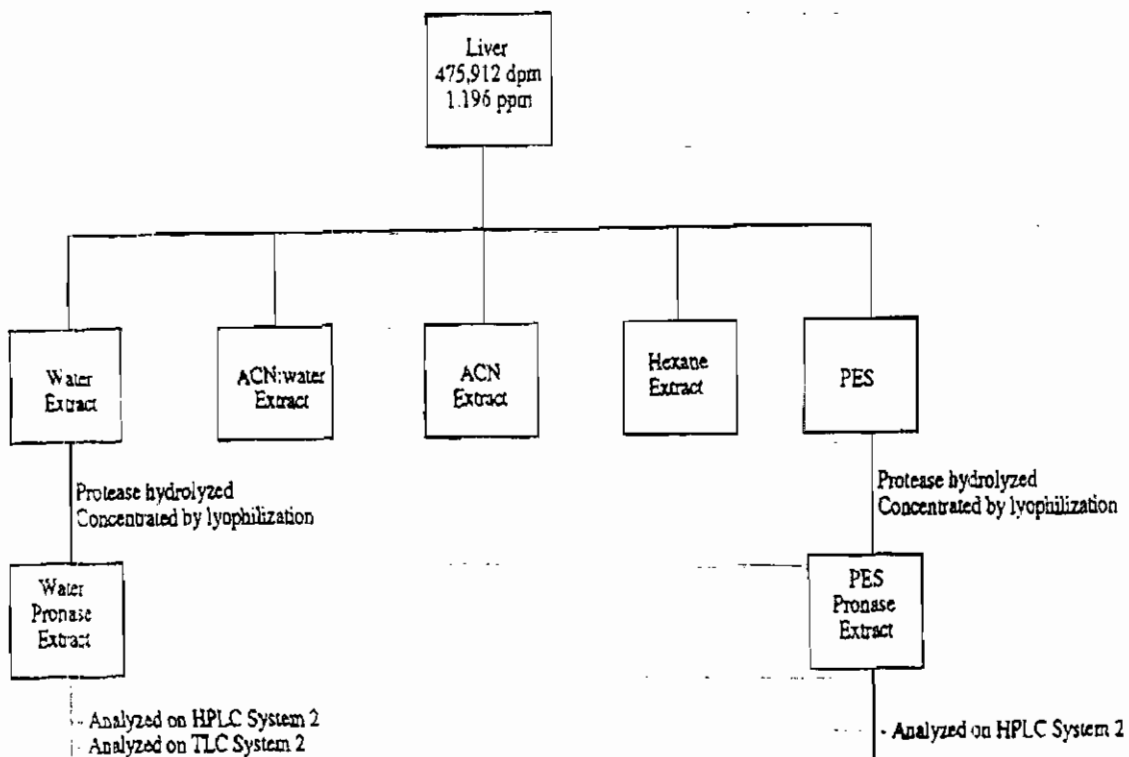 Liver
475,912 dpm
1.196 ppm
Water
Extract
ACN:water
Extract
ACN
Extract
Hexane
Extract
PES
Protease hydrolyzed
Concentrated by lyophilization
Protease hydrolyzed
Concentrated by lyophilization
Water
Pronase
Extract
PES
Pronase
Extract
- Analyzed on HPLC System 2
- Analyzed on TLC System 2
- Analyzed on HPLC System 2